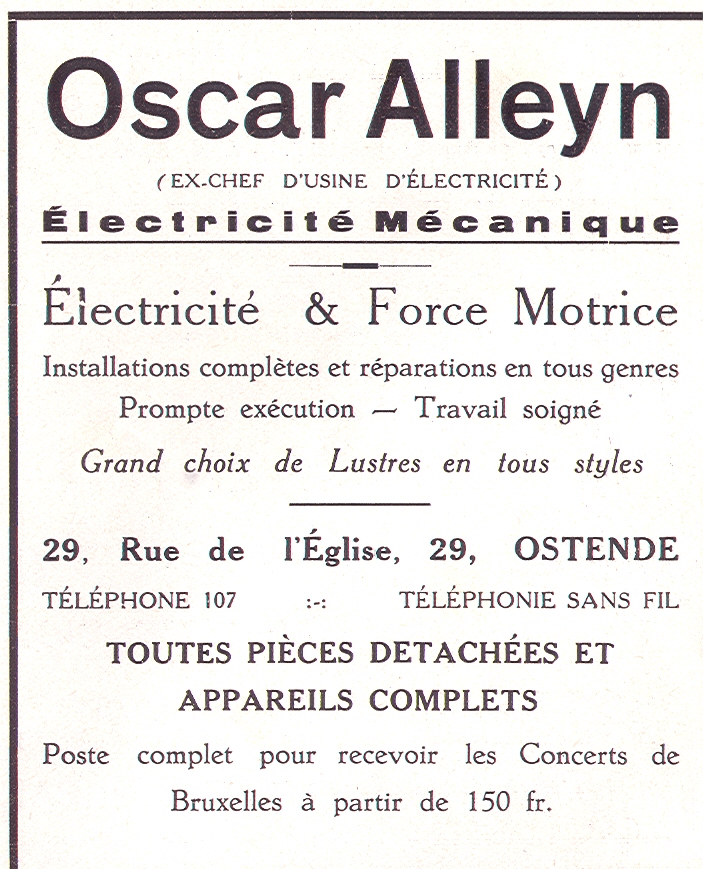 Oscar Alleyn
(EX-CHEF D'USINE D'ÉLECTRICITÉ)
Électricité Mécanique
Électricité & Force Motrice
Installations complètes et réparations en tous genres
Prompte exécution — Travail soigné
Grand choix de Lustres en tous styles
29, Rue de l'Église, 29, OSTENDE
TÉLÉPHONE 107 :-: TÉLÉPHONIE SANS FIL
TOUTES PIÈCES DETACHÉES ET
APPAREILS COMPLETS
Poste complet pour recevoir les Concerts de
Bruxelles à partir de 150 fr.